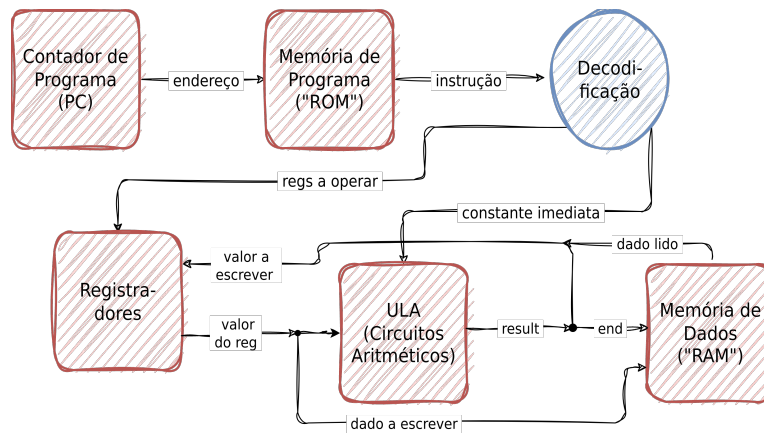 Contador de
Programa
(PC)
endereço
Memória de
Programa
("ROM")
instrução
Decodi-
ficação
regs a operar
constante imediata
valor a
escrever
dado lido
Registra-
dores
valor
do reg
ULA
(Circuitos
Aritméticos)
result
end
Memória de
Dados
("RAM")
dado a escrever